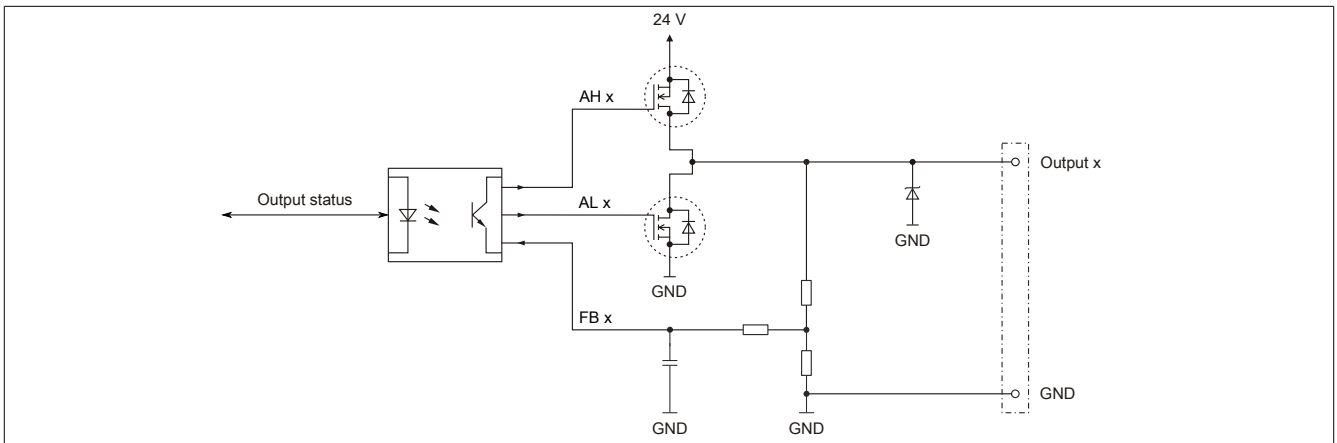 24 V
AH x
Output x
Output status
AL x
GND
GND
FB x
GND
GND
GND